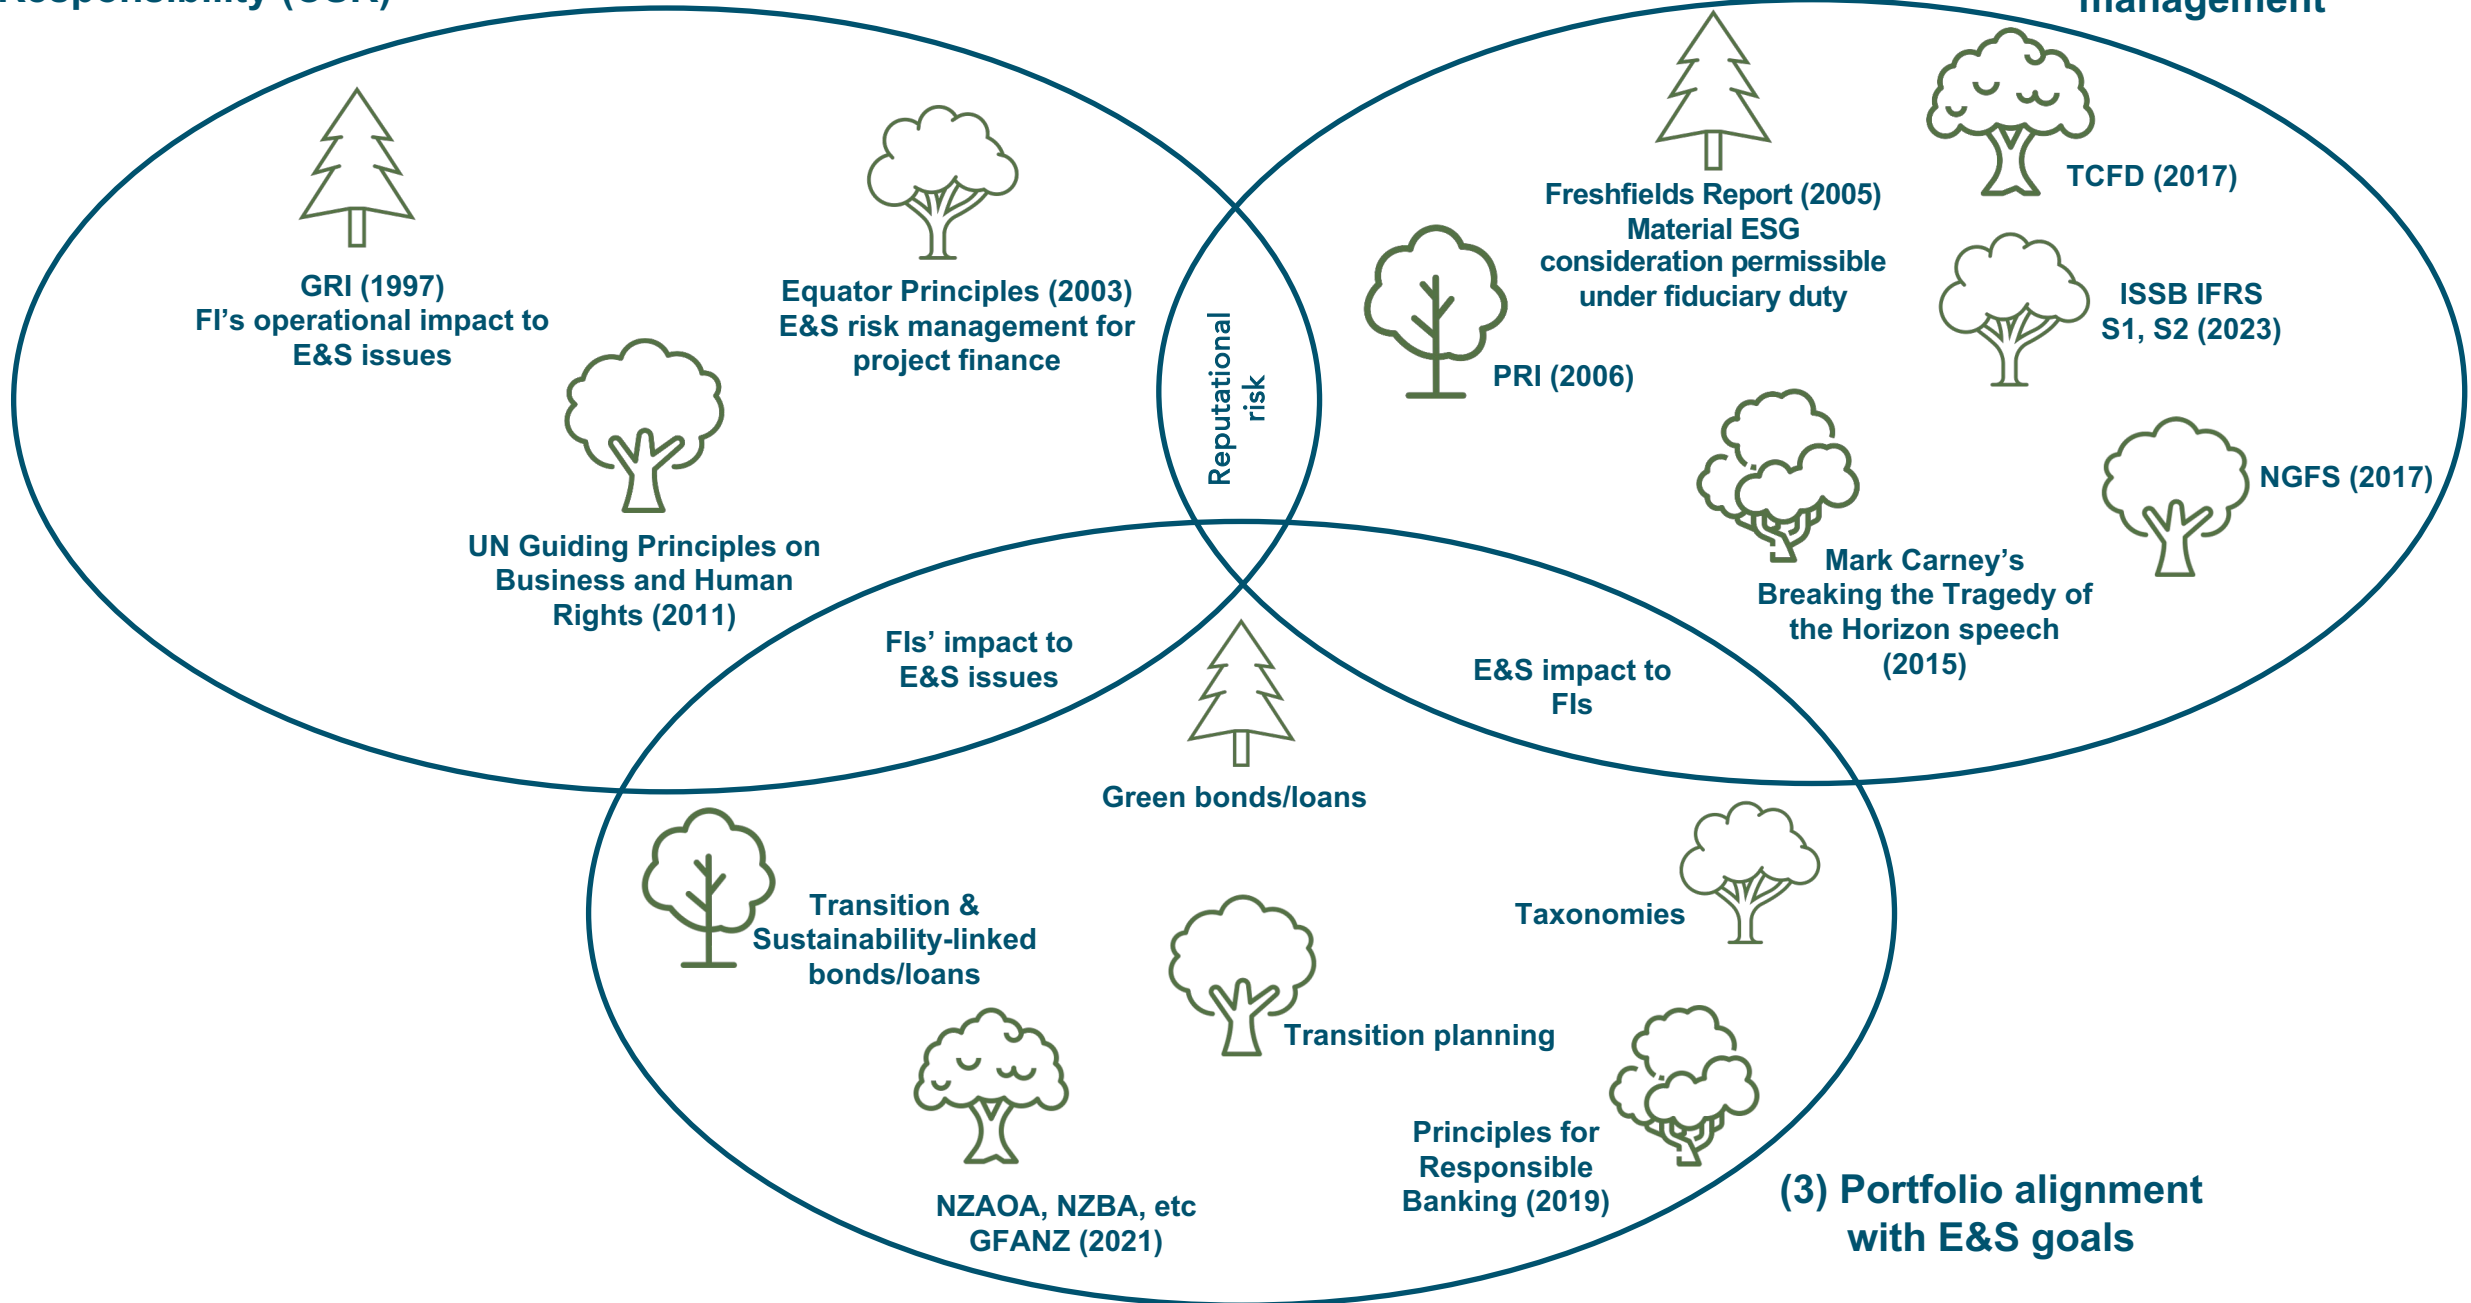 Responsibility (CSR)
management
GRI (1997)
FI's operational impact to
E&S issues
Equator Principles (2003)
E&S risk management for
project finance
UN Guiding Principles on
Business and Human
Rights (2011)
Reputational
risk
Freshfields Report (2005)
Material ESG
consideration permissible
under fiduciary duty
TCFD (2017)
PRI (2006)
ISSB IFRS
S1, S2 (2023)
NGFS (2017)
Mark Carney's
Breaking the Tragedy of
the Horizon speech
(2015)
FIs' impact to
E&S issues
E&S impact to
FIs
Green bonds/loans
Transition &
Sustainability-linked
bonds/loans
Taxonomies
Transition planning
NZAOA, NZBA, etc
GFANZ (2021)
Principles for
Responsible
Banking (2019)
(3) Portfolio alignment
with E&S goals